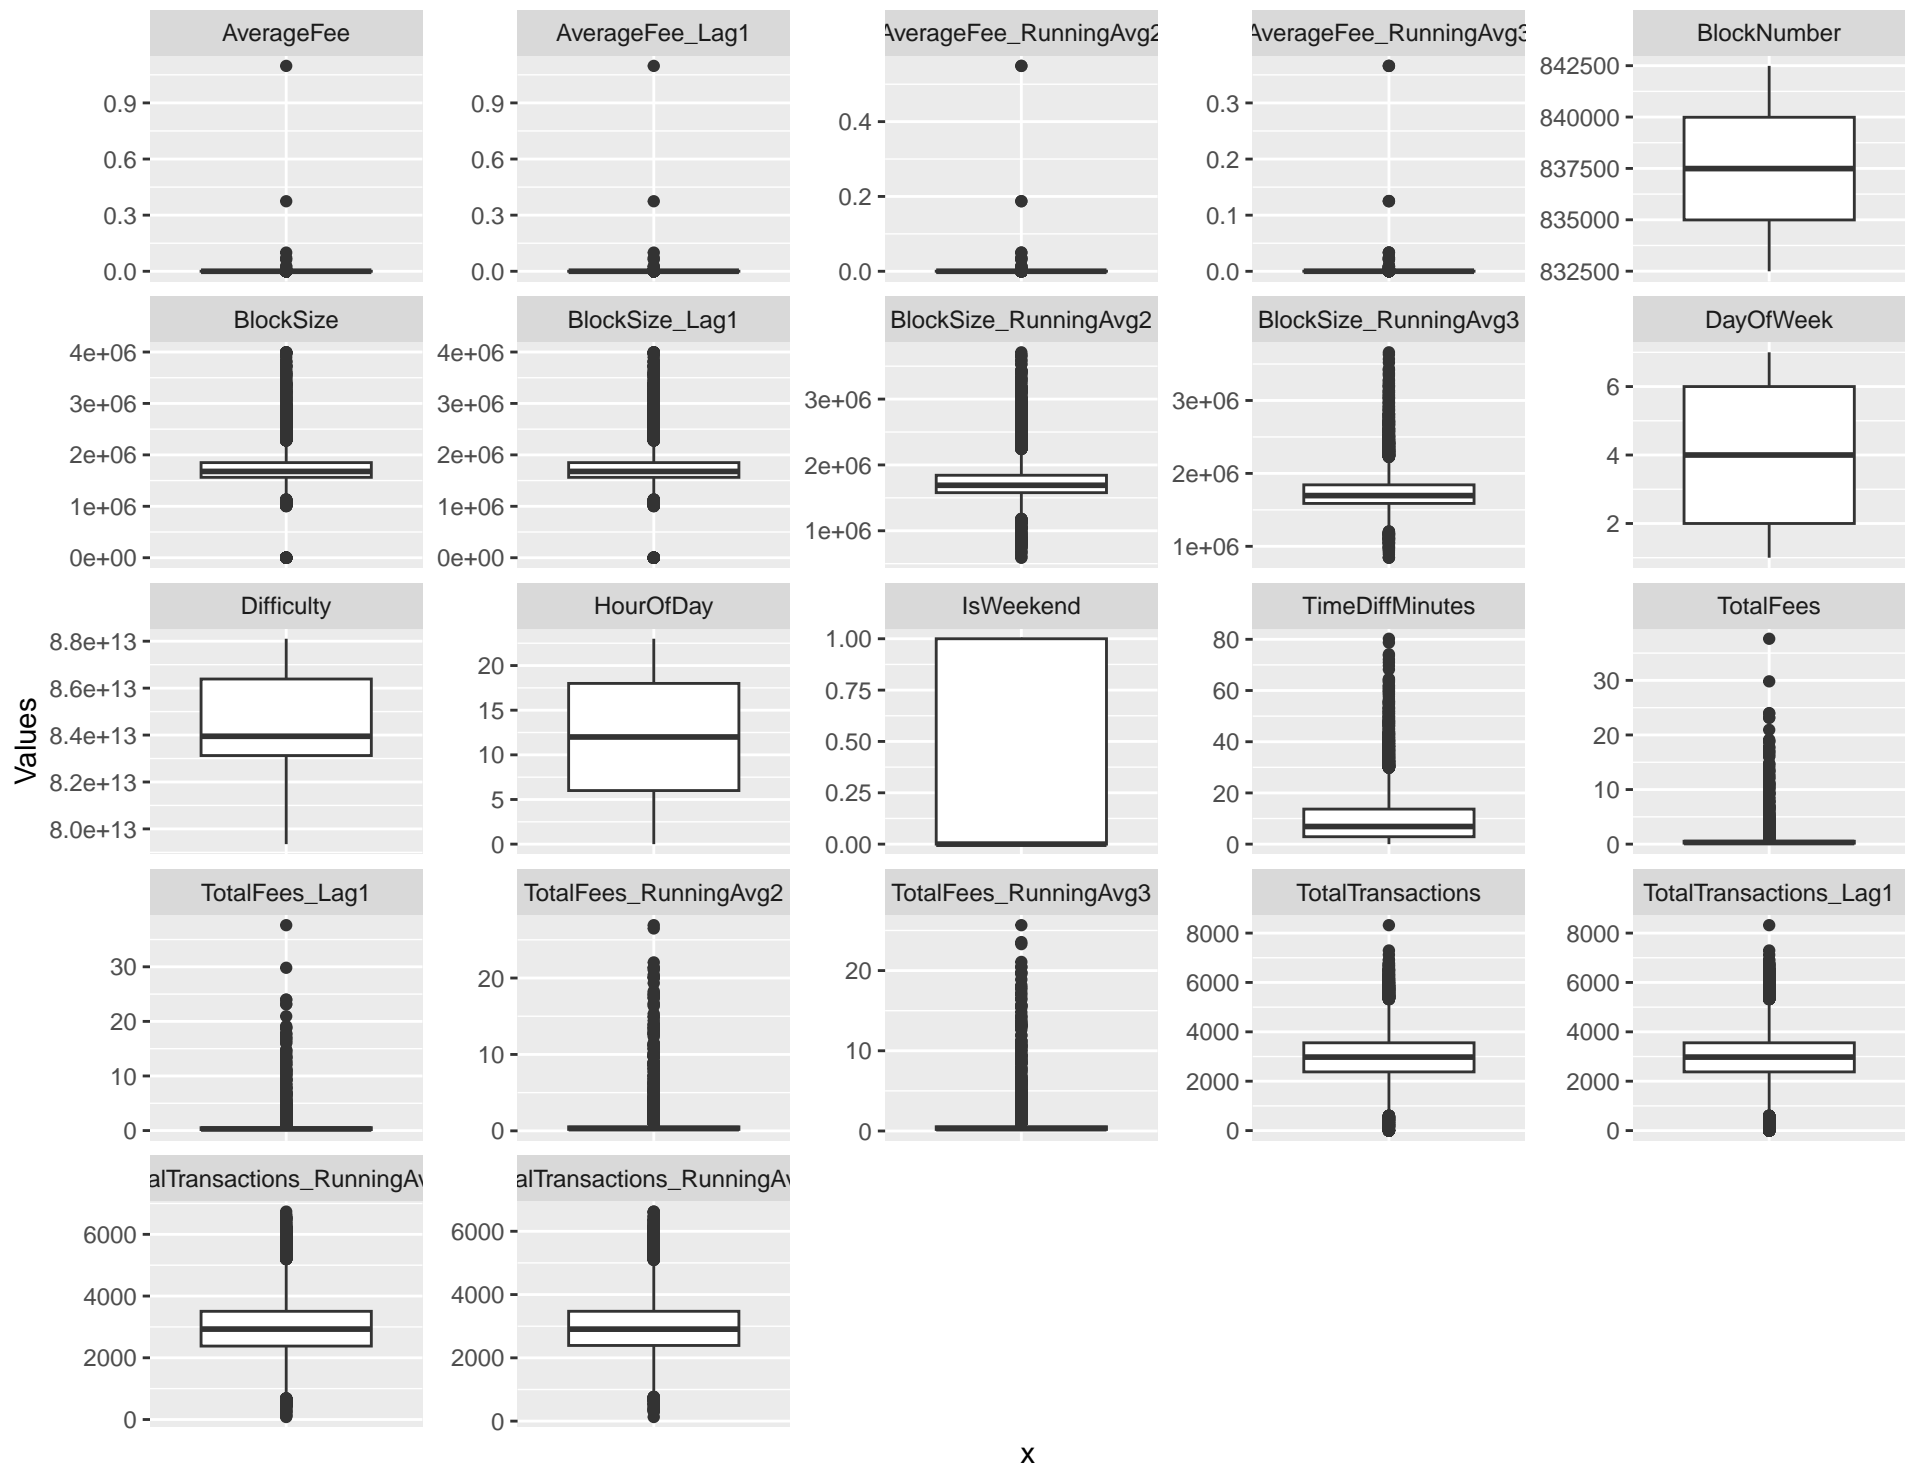 AverageFee
AverageFee_Lag1
AverageFee_RunningAvg2
AverageFee_RunningAvg3
BlockNumber
0.9
0.6
0.3
0.0
0.9
0.6
0.3
0.0
0.4
0.2
0.0
0.3
0.2
0.1
0.0
842500
840000
837500
835000
832500
BlockSize
BlockSize_Lag1
BlockSize_RunningAvg2
BlockSize_RunningAvg3
DayOfWeek
4e+06
3e+06
2e+06
1e+06
0e+00
4e+06
3e+06
2e+06
1e+06
0e+00
3e+06
2e+06
1e+06
3e+06
2e+06
1e+06
6
4
2
Difficulty
HourOfDay
IsWeekend
TimeDiffMinutes
TotalFees
8.8e+13
8.6e+13
8.4e+13
8.2e+13
8.0e+13
20
15
10
5
0
1.00
0.75
0.50
0.25
0.00
80
60
40
20
0
30
20
10
0
Values
TotalFees_Lag1
TotalFees_RunningAvg2
TotalFees_RunningAvg3
TotalTransactions
TotalTransactions_Lag1
30
20
10
0
20
10
0
20
10
0
8000
6000
4000
2000
0
8000
6000
4000
2000
0
alTransactions_RunningAv
alTransactions_RunningAv
6000
4000
2000
0
6000
4000
2000
0
x